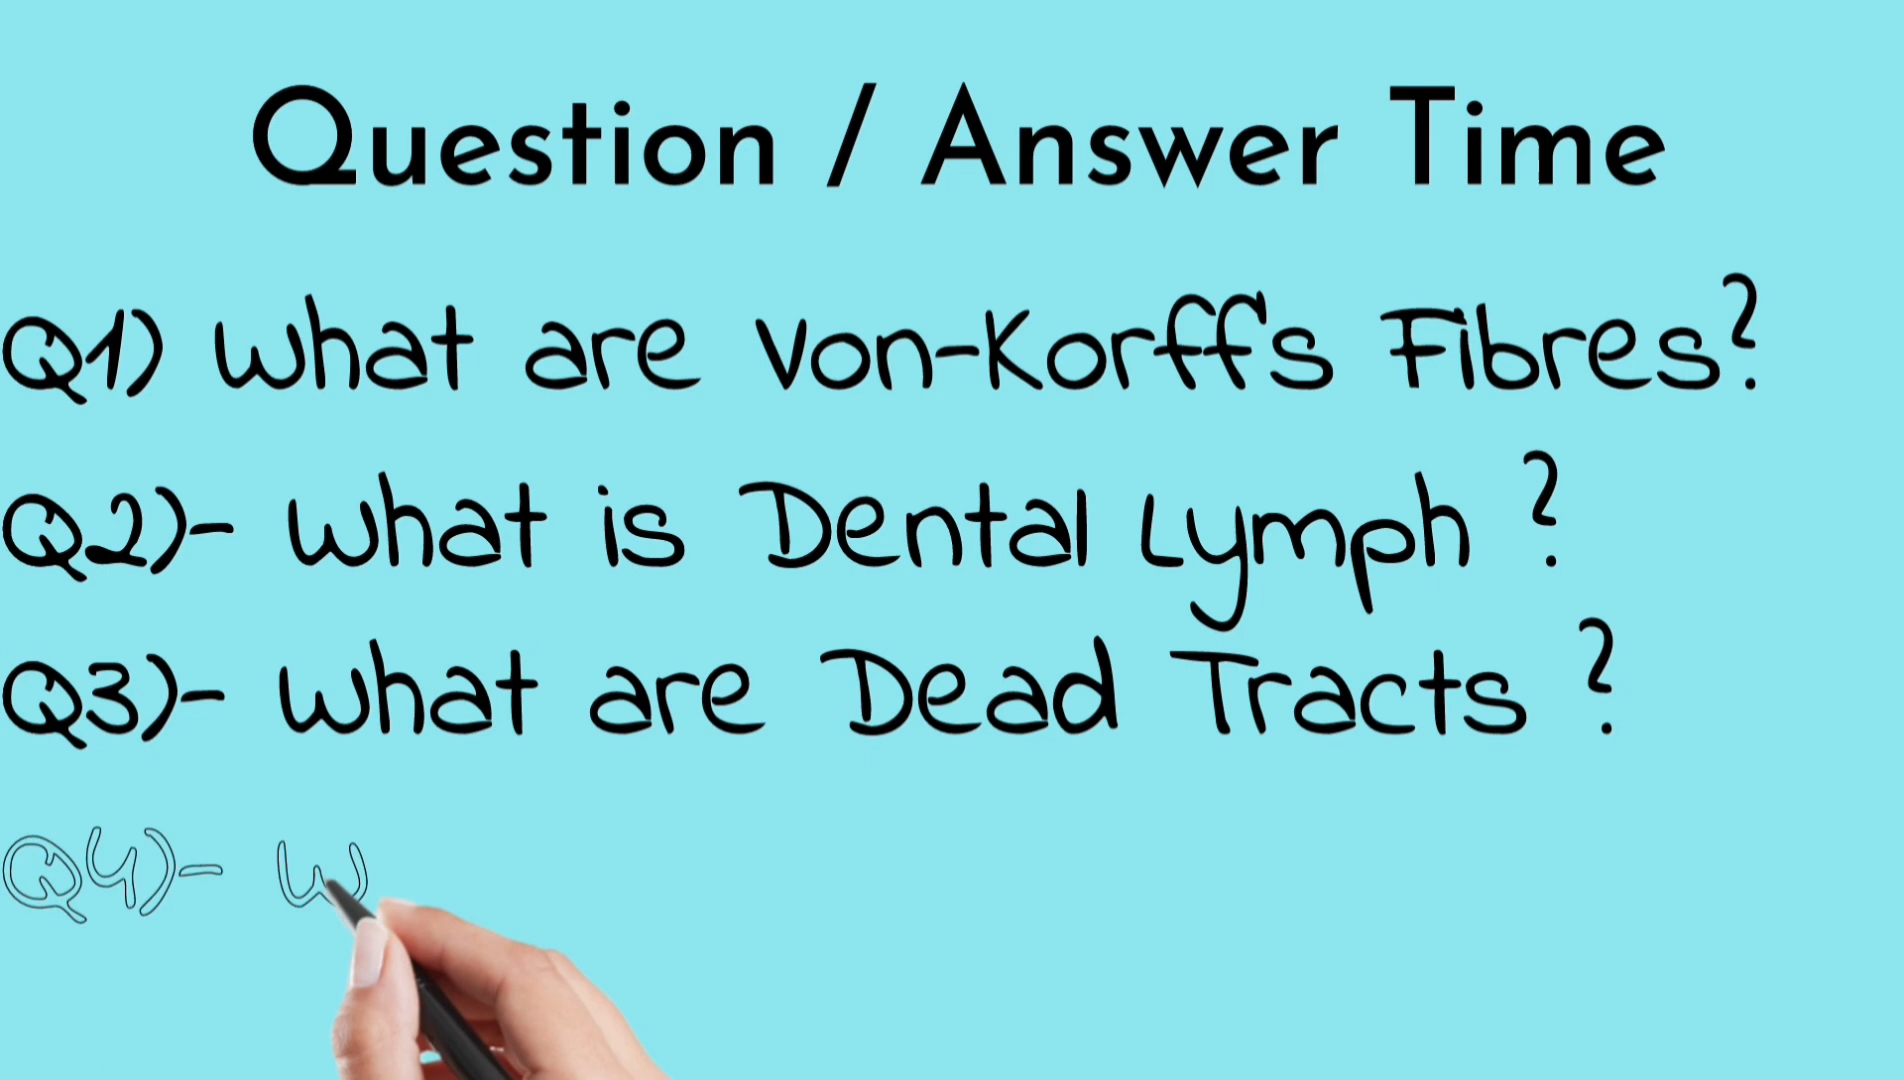 Question / Answer Time
Q1) What are Von-Korff's Fibres?
Q2)- What is Dental Lymph ?
Q3)- What are Dead Tracts ?
Q4)- W